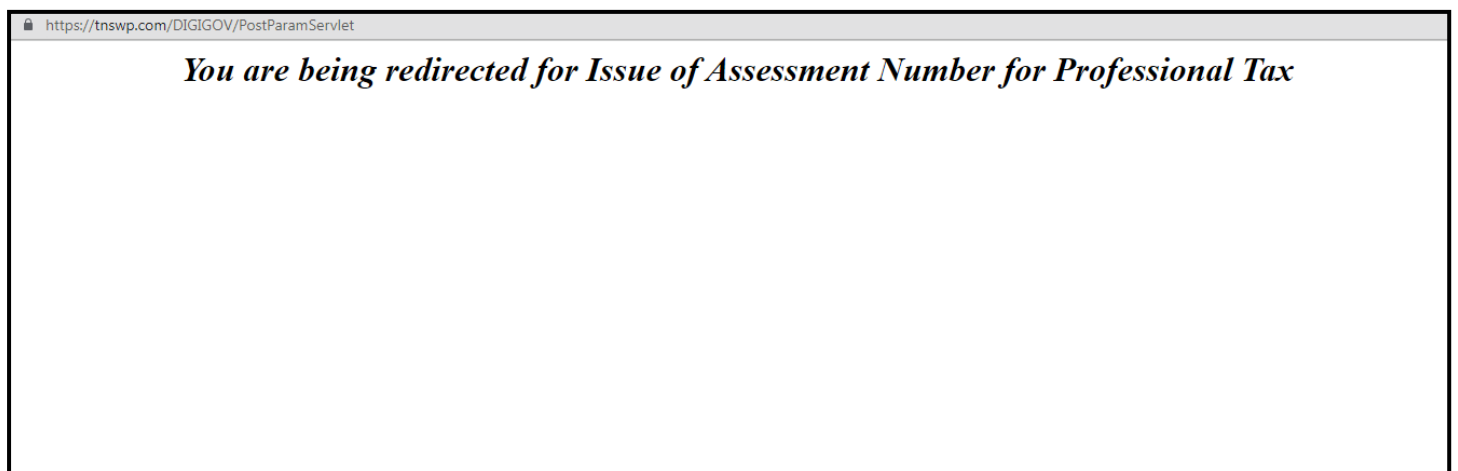 https://tnswp.com/DIGIGOV/PostParamServlet
You are being redirected for Issue of Assessment Number for Professional Tax